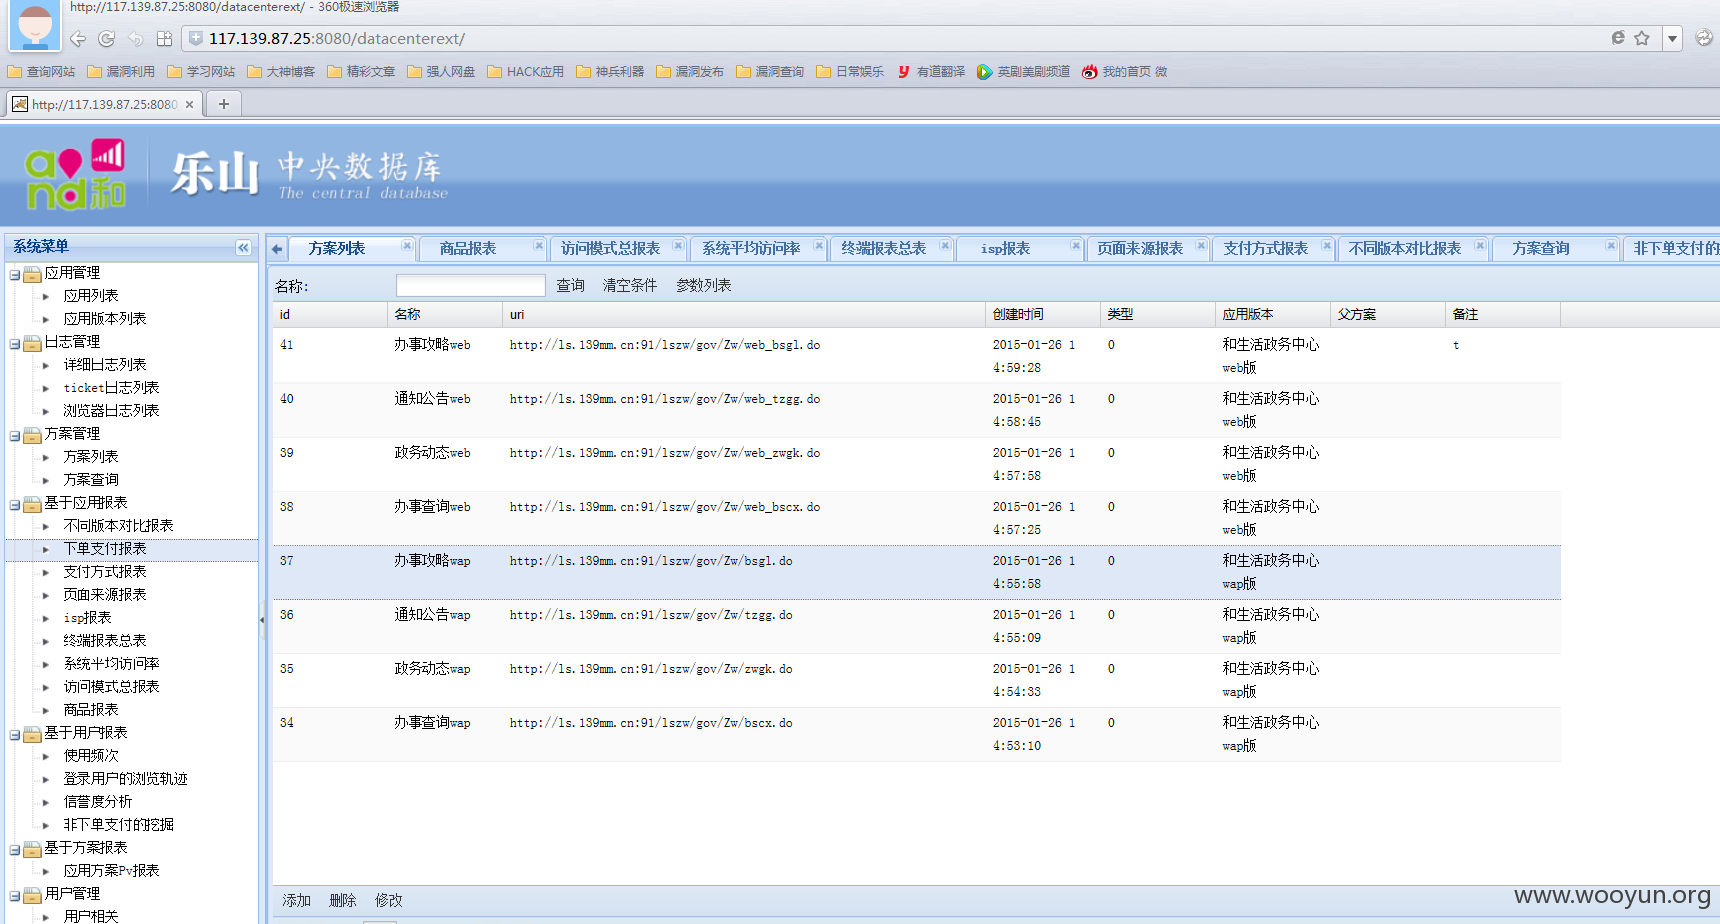 http://117.139.87.25:8080/datacenterext/ - 360极速浏览器
117.139.87.25:8080/datacenterext/
查询网站 漏洞利用 学习网站 大神博客 精彩文章 强人网盘 HACK应用 神兵利器 漏洞发布 漏洞查询 日常娱乐 有道翻译 英剧美剧频道 我的首页 微
http://117.139.87.25:8080
and和 乐山 中央数据库
The central database
系统菜单
应用管理
应用列表
应用版本列表
日志管理
详细日志列表
ticket日志列表
浏览器日志列表
方案管理
方案列表
方案查询
基于应用报表
不同版本对比报表
下单支付报表
支付方式报表
页面来源报表
isp报表
终端报表总表
系统平均访问率
访问模式总报表
商品报表
基于用户报表
使用频次
登录用户的浏览轨迹
信誉度分析
非下单支付的挖掘
基于方案报表
应用方案Pv报表
用户管理
用户相关
方案列表 商品报表 访问模式总报表 系统平均访问率 终端报表总表 isp报表 页面来源报表 支付方式报表 不同版本对比报表 方案查询 非下单支付的
名称: 查询 清空条件 参数列表
id 名称 uri 创建时间 类型 应用版本 父方案 备注
41 办事攻略web http://ls.139mm.cn:91/lszw/gov/Zw/web_bsgl.do 2015-01-26 1 0 和生活政务中心 t
4:59:28 web版
40 通知公告web http://ls.139mm.cn:91/lszw/gov/Zw/web_tzgg.do 2015-01-26 1 0 和生活政务中心
4:58:45 web版
39 政务动态web http://ls.139mm.cn:91/lszw/gov/Zw/web_zwgk.do 2015-01-26 1 0 和生活政务中心
4:57:58 web版
38 办事查询web http://ls.139mm.cn:91/lszw/gov/Zw/web_bscx.do 2015-01-26 1 0 和生活政务中心
4:57:25 web版
37 办事攻略wap http://ls.139mm.cn:91/lszw/gov/Zw/bsgl.do 2015-01-26 1 0 和生活政务中心
4:55:58 wap版
36 通知公告wap http://ls.139mm.cn:91/lszw/gov/Zw/tzgg.do 2015-01-26 1 0 和生活政务中心
4:55:09 wap版
35 政务动态wap http://ls.139mm.cn:91/lszw/gov/Zw/zwgk.do 2015-01-26 1 0 和生活政务中心
4:54:33 wap版
34 办事查询wap http://ls.139mm.cn:91/lszw/gov/Zw/bscx.do 2015-01-26 1 0 和生活政务中心
4:53:10 wap版
添加 删除 修改
www.wooyun.org